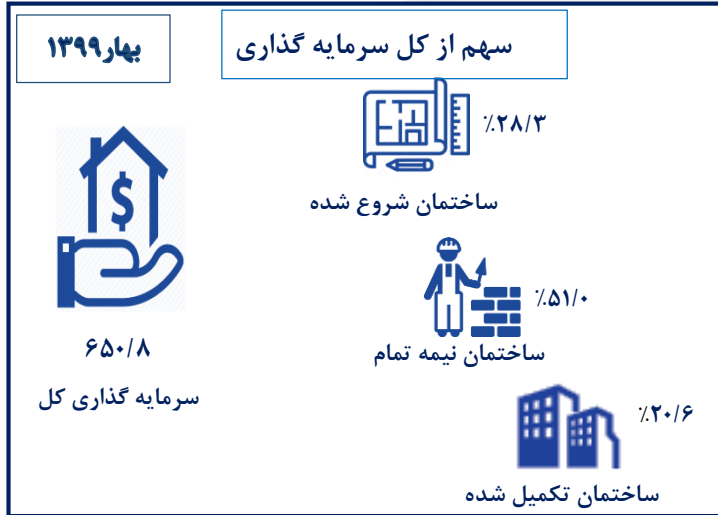 سهم از کل سرمایه گذاری
بهار۱۳۹۹
٪۲۸/۳
ساختمان شروع شده
$
٪۵۱/۰
ساختمان نیمه تمام
۶۵۰/۸
سرمایه گذاری کل
٪۲۰/۶
ساختمان تکمیل شده